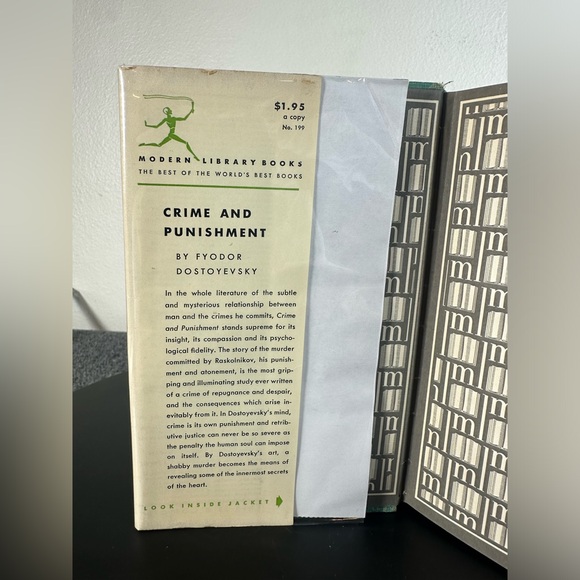 $1.95
a copy
No. 199
MODERN LIBRARY BOOKS
THE BEST OF THE WORLD'S BEST BOOKS
CRIME AND
PUNISHMENT
BY FYODOR
DOSTOYEVSKY
In the whole literature of the subtle
and mysterious relationship between
man and the crimes he commits, Crime
and Punishment stands supreme for its
insight, its compassion and its psycho-
logical fidelity. The story of the murder
committed by Raskolnikov, his punish-
ment and atonement, is the most grip-
ping and illuminating study ever written
of a crime of repugnance and despair,
and the consequences which arise in-
evitably from it. In Dostoyevsky's mind,
crime is its own punishment and retrib-
utive justice can never be so severe as
the penalty the human soul can impose
on itself. By Dostoyevsky's art, a
shabby murder becomes the means of
revealing some of the innermost secrets
of the heart.
LOOK INSIDE JACKET